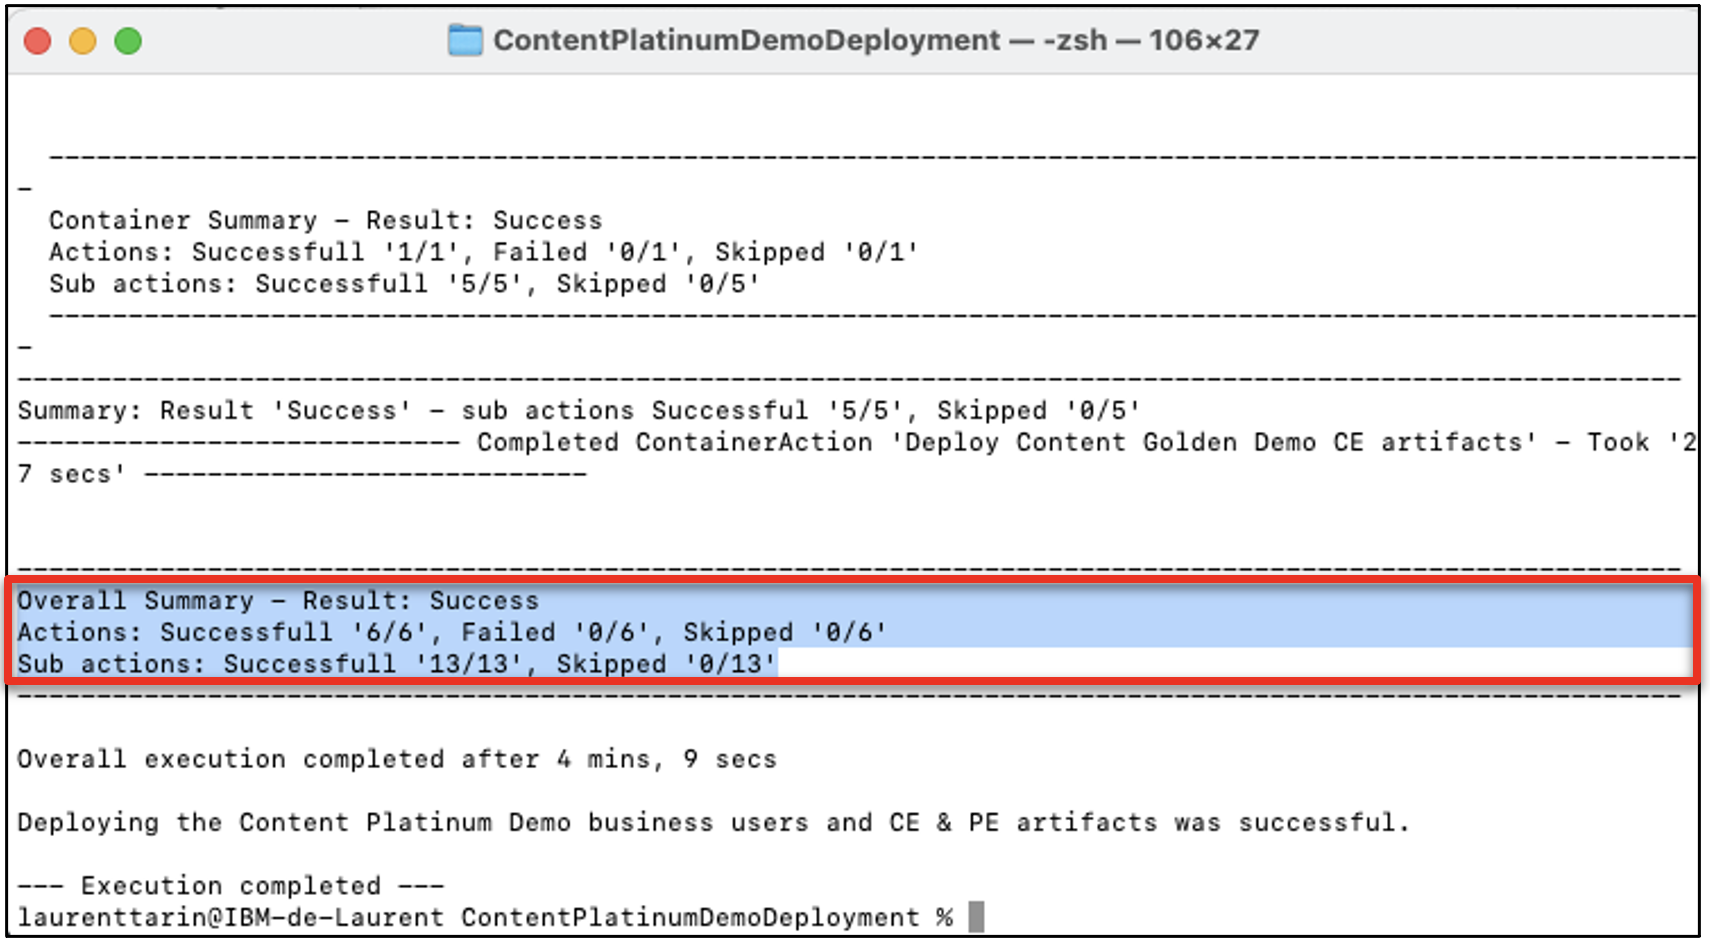 ContentPlatinumDemoDeployment — -zsh — 106×27
--------------------------------------------------------------------------------------------------------
-
Container Summary - Result: Success
Actions: Successfull '1/1', Failed '0/1', Skipped '0/1'
Sub actions: Successfull '5/5', Skipped '0/5'
--------------------------------------------------------------------------------------------------------
-
---------------------------------------------------------------------------------------------------------
Summary: Result 'Success' - sub actions Successful '5/5', Skipped '0/5'
---------------------------- Completed ContainerAction 'Deploy Content Golden Demo CE artifacts' - Took '2
7 secs' ----------------------------
---------------------------------------------------------------------------------------------------------
Overall Summary - Result: Success
Actions: Successfull '6/6', Failed '0/6', Skipped '0/6'
Sub actions: Successfull '13/13', Skipped '0/13'
---------------------------------------------------------------------------------------------------------
Overall execution completed after 4 mins, 9 secs
Deploying the Content Platinum Demo business users and CE & PE artifacts was successful.
--- Execution completed ---
laurenttarin@IBM-de-Laurent ContentPlatinumDemoDeployment %